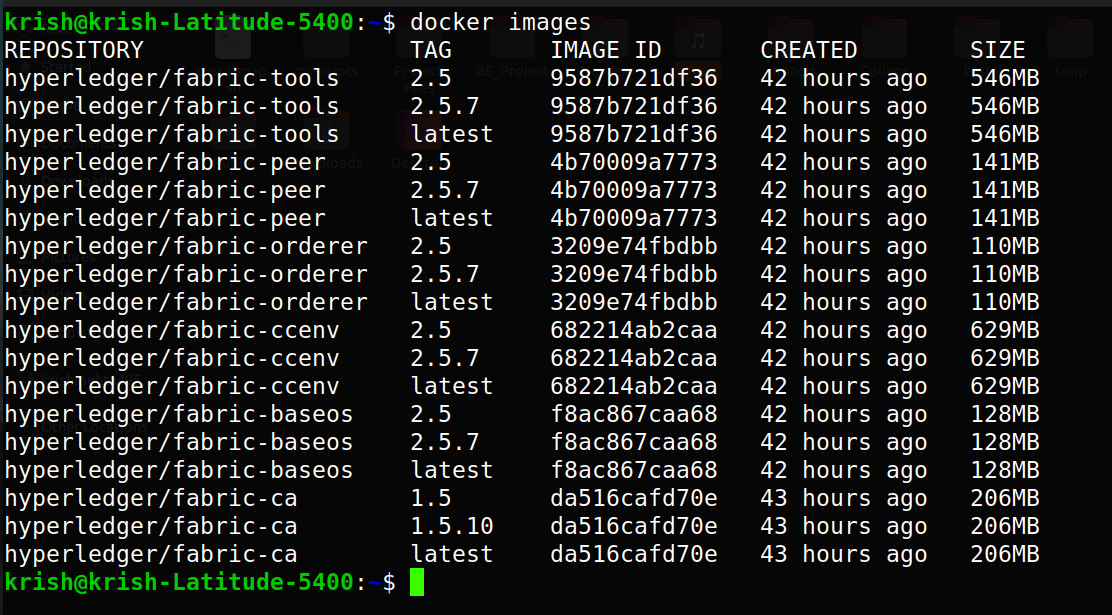 krish@krish-Latitude-5400:~$ docker images
REPOSITORY TAG IMAGE ID CREATED SIZE
hyperledger/fabric-tools 2.5 9587b721df36 42 hours ago 546MB
hyperledger/fabric-tools 2.5.7 9587b721df36 42 hours ago 546MB
hyperledger/fabric-tools latest 9587b721df36 42 hours ago 546MB
hyperledger/fabric-peer 2.5 4b70009a7773 42 hours ago 141MB
hyperledger/fabric-peer 2.5.7 4b70009a7773 42 hours ago 141MB
hyperledger/fabric-peer latest 4b70009a7773 42 hours ago 141MB
hyperledger/fabric-orderer 2.5 3209e74fbdbb 42 hours ago 110MB
hyperledger/fabric-orderer 2.5.7 3209e74fbdbb 42 hours ago 110MB
hyperledger/fabric-orderer latest 3209e74fbdbb 42 hours ago 110MB
hyperledger/fabric-ccenv 2.5 682214ab2caa 42 hours ago 629MB
hyperledger/fabric-ccenv 2.5.7 682214ab2caa 42 hours ago 629MB
hyperledger/fabric-ccenv latest 682214ab2caa 42 hours ago 629MB
hyperledger/fabric-baseos 2.5 f8ac867caa68 42 hours ago 128MB
hyperledger/fabric-baseos 2.5.7 f8ac867caa68 42 hours ago 128MB
hyperledger/fabric-baseos latest f8ac867caa68 42 hours ago 128MB
hyperledger/fabric-ca 1.5 da516cafd70e 43 hours ago 206MB
hyperledger/fabric-ca 1.5.10 da516cafd70e 43 hours ago 206MB
hyperledger/fabric-ca latest da516cafd70e 43 hours ago 206MB
krish@krish-Latitude-5400:~$